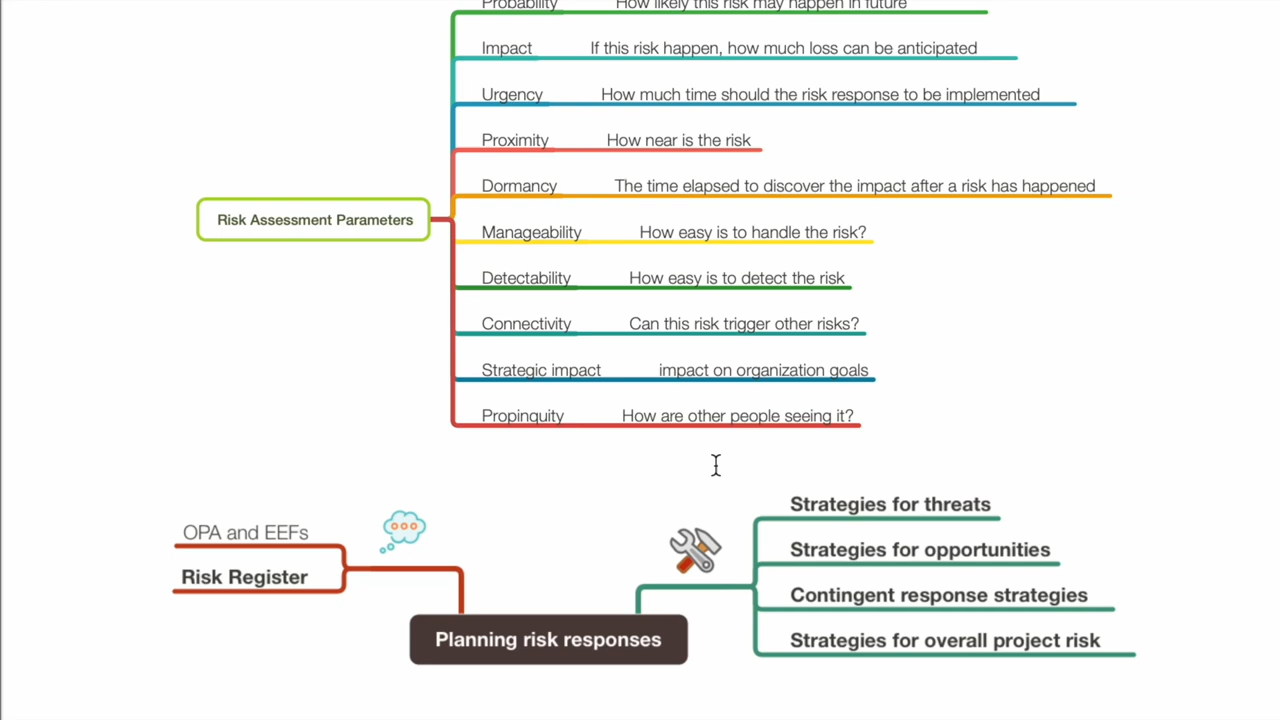 Probability How likely this risk may happen in future
Impact If this risk happen, how much loss can be anticipated
Urgency How much time should the risk response to be implemented
Proximity How near is the risk
Dormancy The time elapsed to discover the impact after a risk has happened
Risk Assessment Parameters
Manageability How easy is to handle the risk?
Detectability How easy is to detect the risk
Connectivity Can this risk trigger other risks?
Strategic impact impact on organization goals
Propinquity How are other people seeing it?
OPA and EEFs
Risk Register
Planning risk responses
Strategies for threats
Strategies for opportunities
Contingent response strategies
Strategies for overall project risk